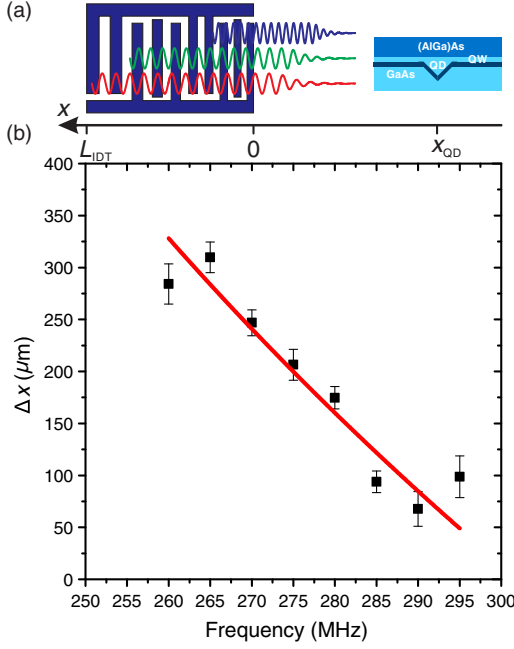 (a)
(AlGa)As
QD
QW
GaAs
x
L_IDT
0
x_QD
(b)
400
350
300
250
200
150
100
50
0
Δ x (μm)
250 255 260 265 270 275 280 285 290 295 300
Frequency (MHz)